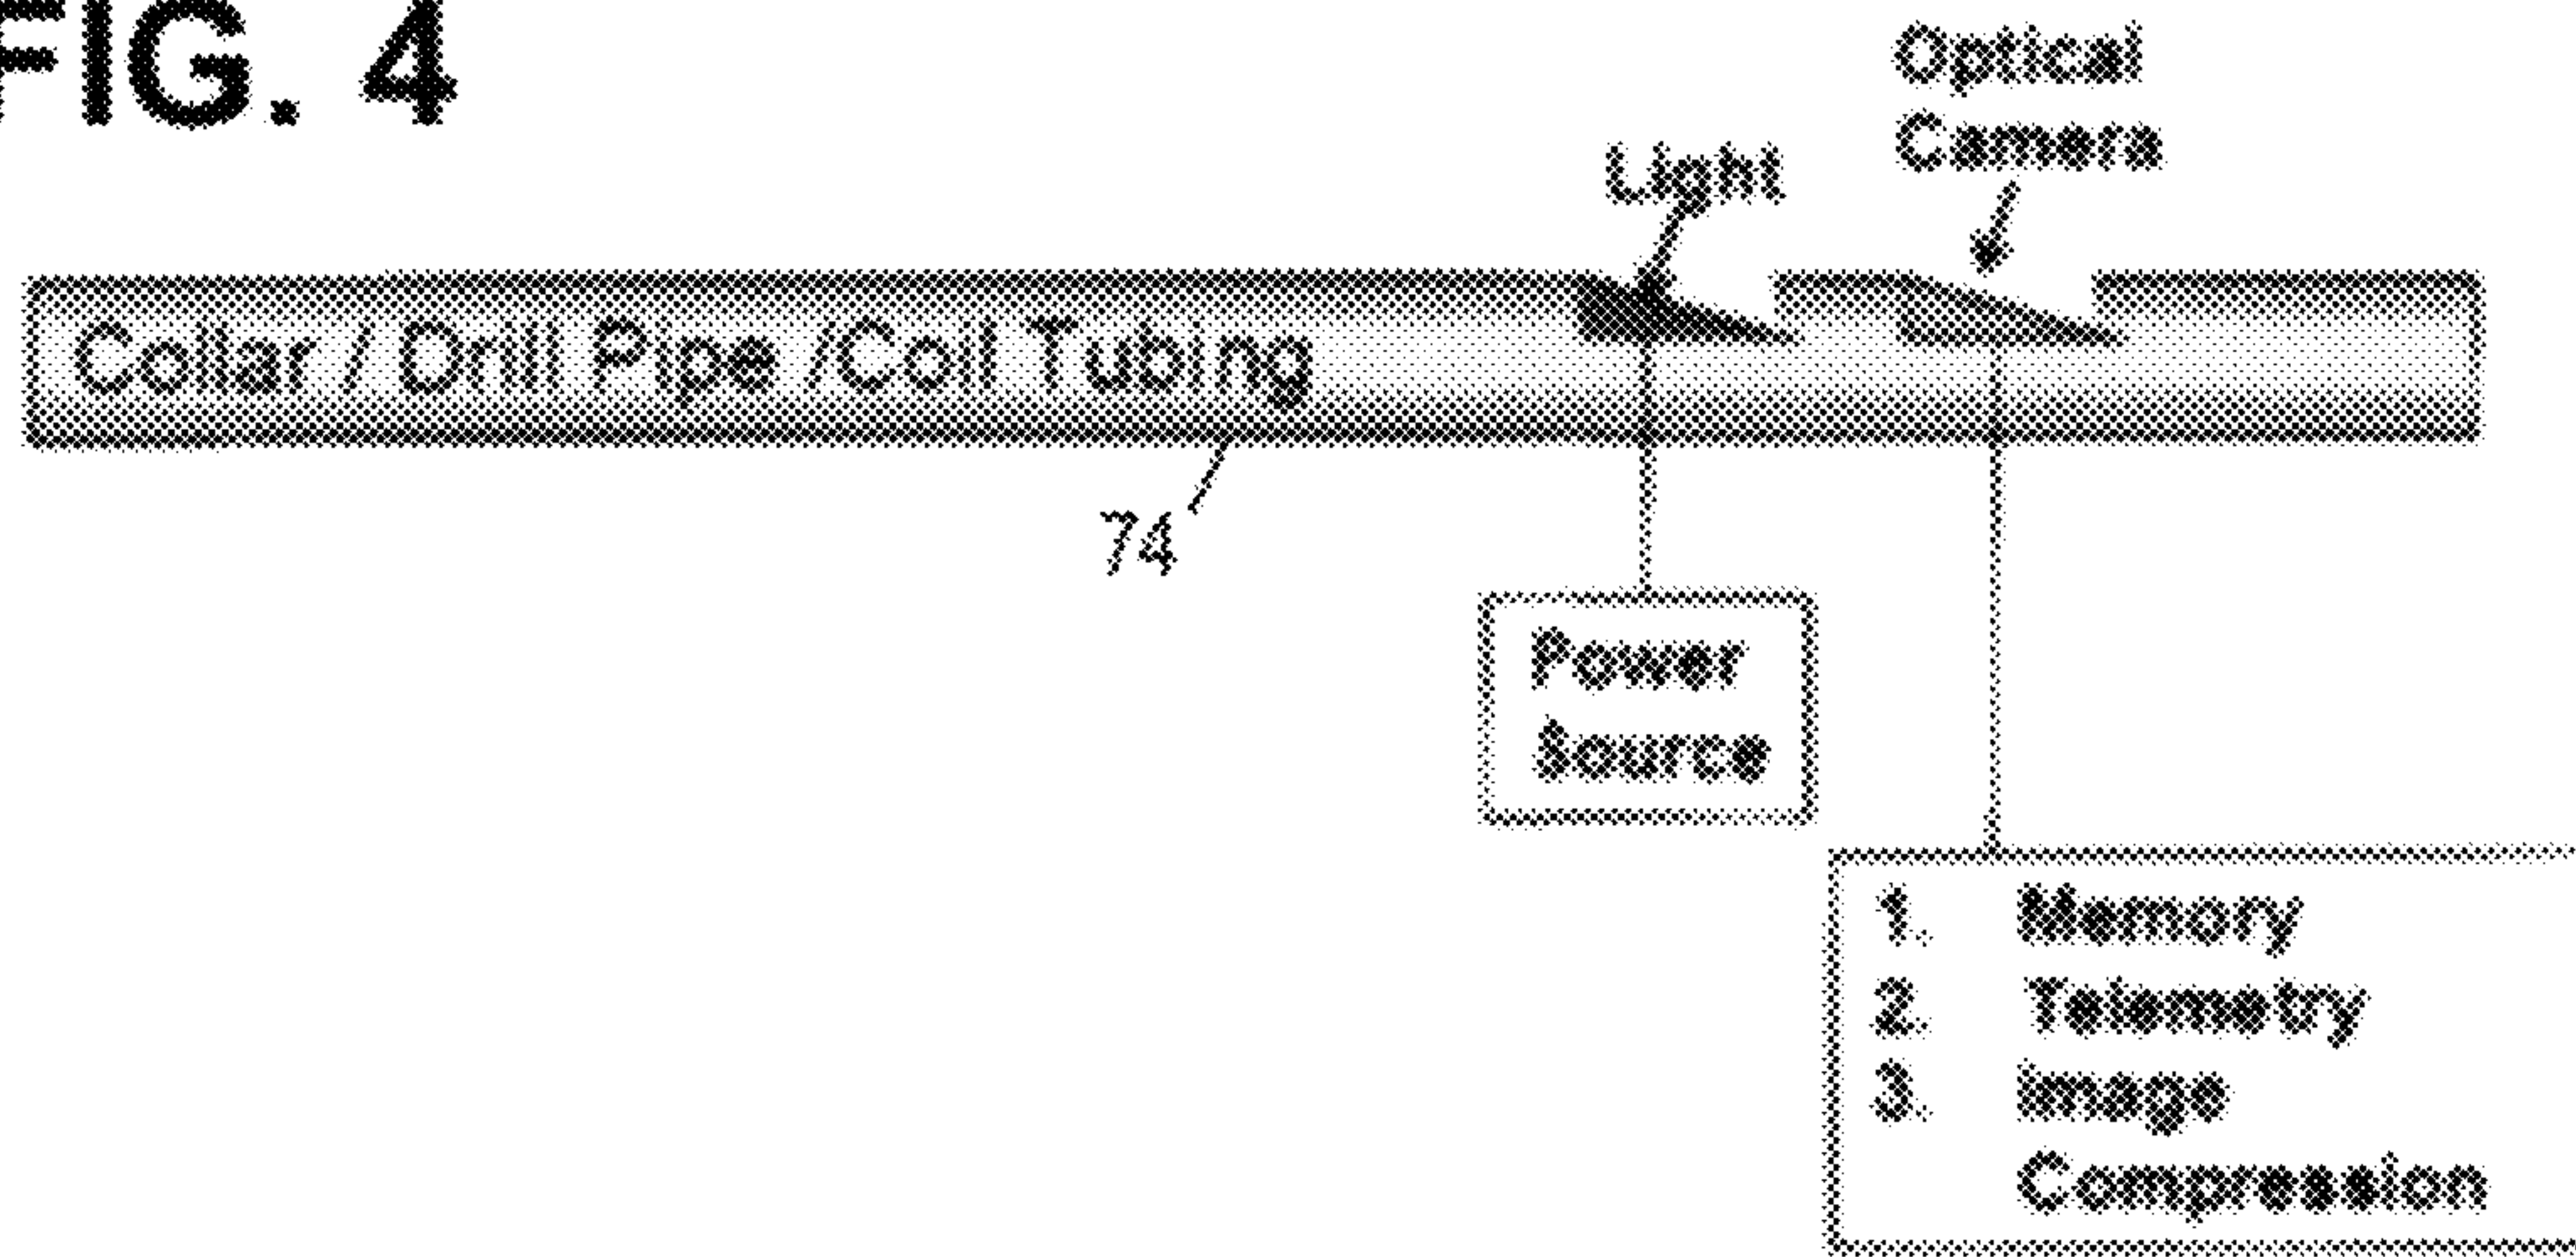 FIG. 4
Optical
Camera
Light
Collar / Drill Pipe /Coil Tubing
74
Power
Source
1. Memory
2. Telemetry
3. Image
Compression